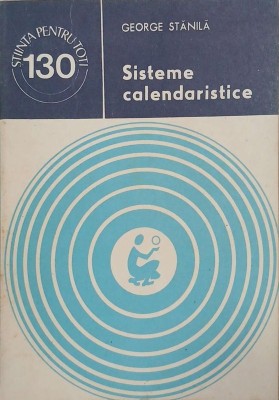 GEORGE STĂNILĂ
ȘTIINȚA PENTRU TOȚI
130
Sisteme
calendaristice